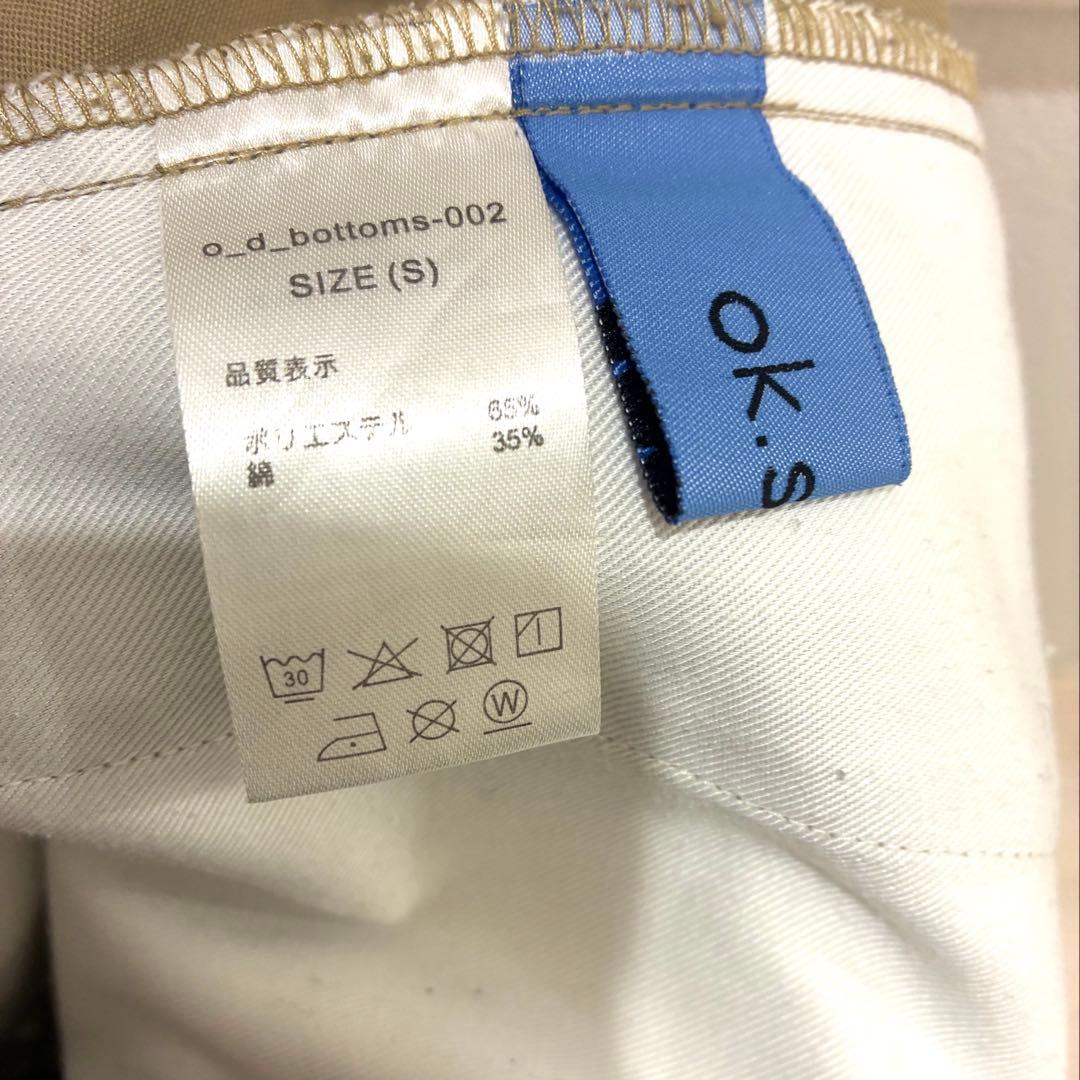 o_d_bottoms-002
SIZE (S)
品質表示
ポリエステル 65%
綿 35%
30
W
ok.s